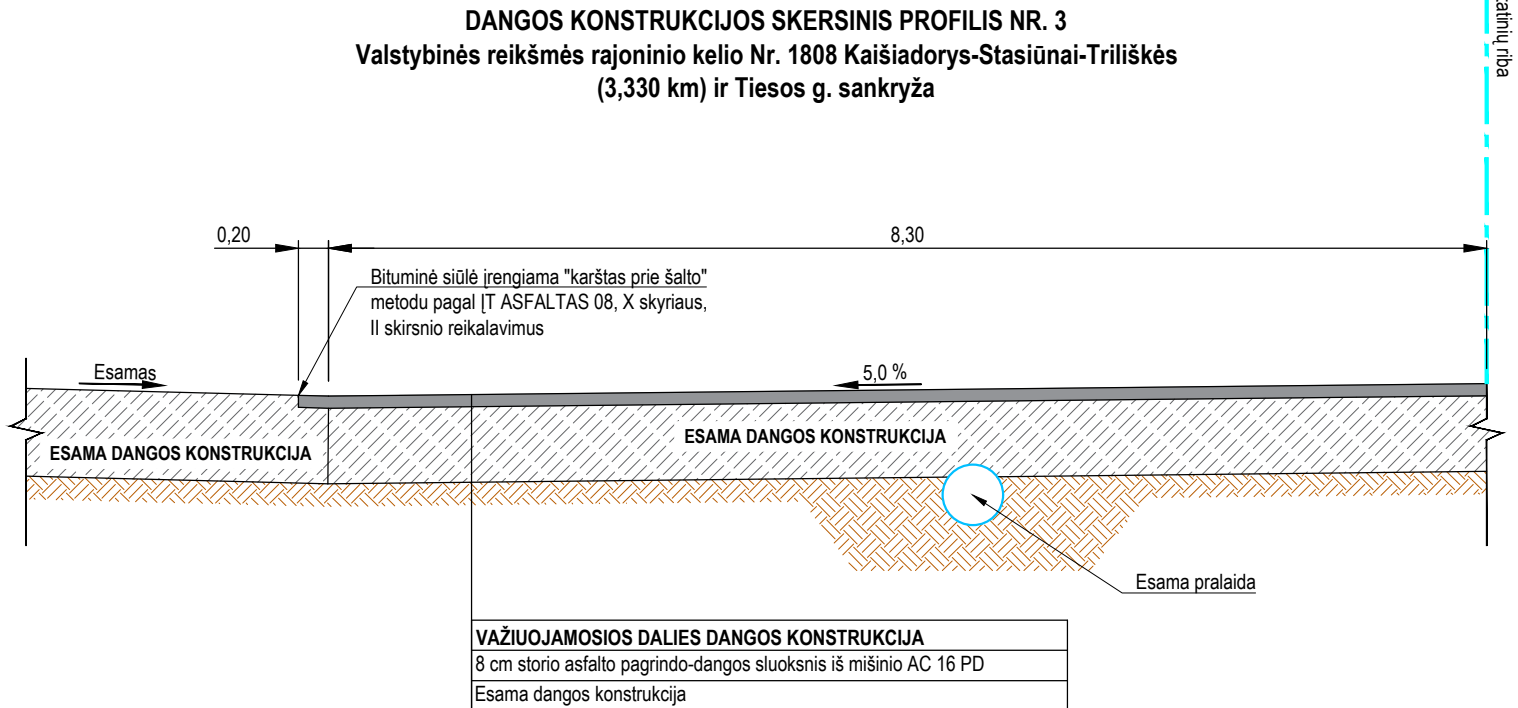 DANGOS KONSTRUKCIJOS SKERSINIS PROFILIS NR. 3
Valstybinės reikšmės rajoninio kelio Nr. 1808 Kaišiadorys-Stasiūnai-Triliškės
(3,330 km) ir Tiesos g. sankryža
riba
0,20
8,30
Bituminė siūlė įrengiama "karštas prie šalto"
metodu pagal ĮT ASFALTAS 08, X skyriaus,
II skirsnio reikalavimus
Esamas
5,0 %
ESAMA DANGOS KONSTRUKCIJA
ESAMA DANGOS KONSTRUKCIJA
Esama pralaida
VAŽIUOJAMOSIOS DALIES DANGOS KONSTRUKCIJA
8 cm storio asfalto pagrindo-dangos sluoksnis iš mišinio AC 16 PD
Esama dangos konstrukcija